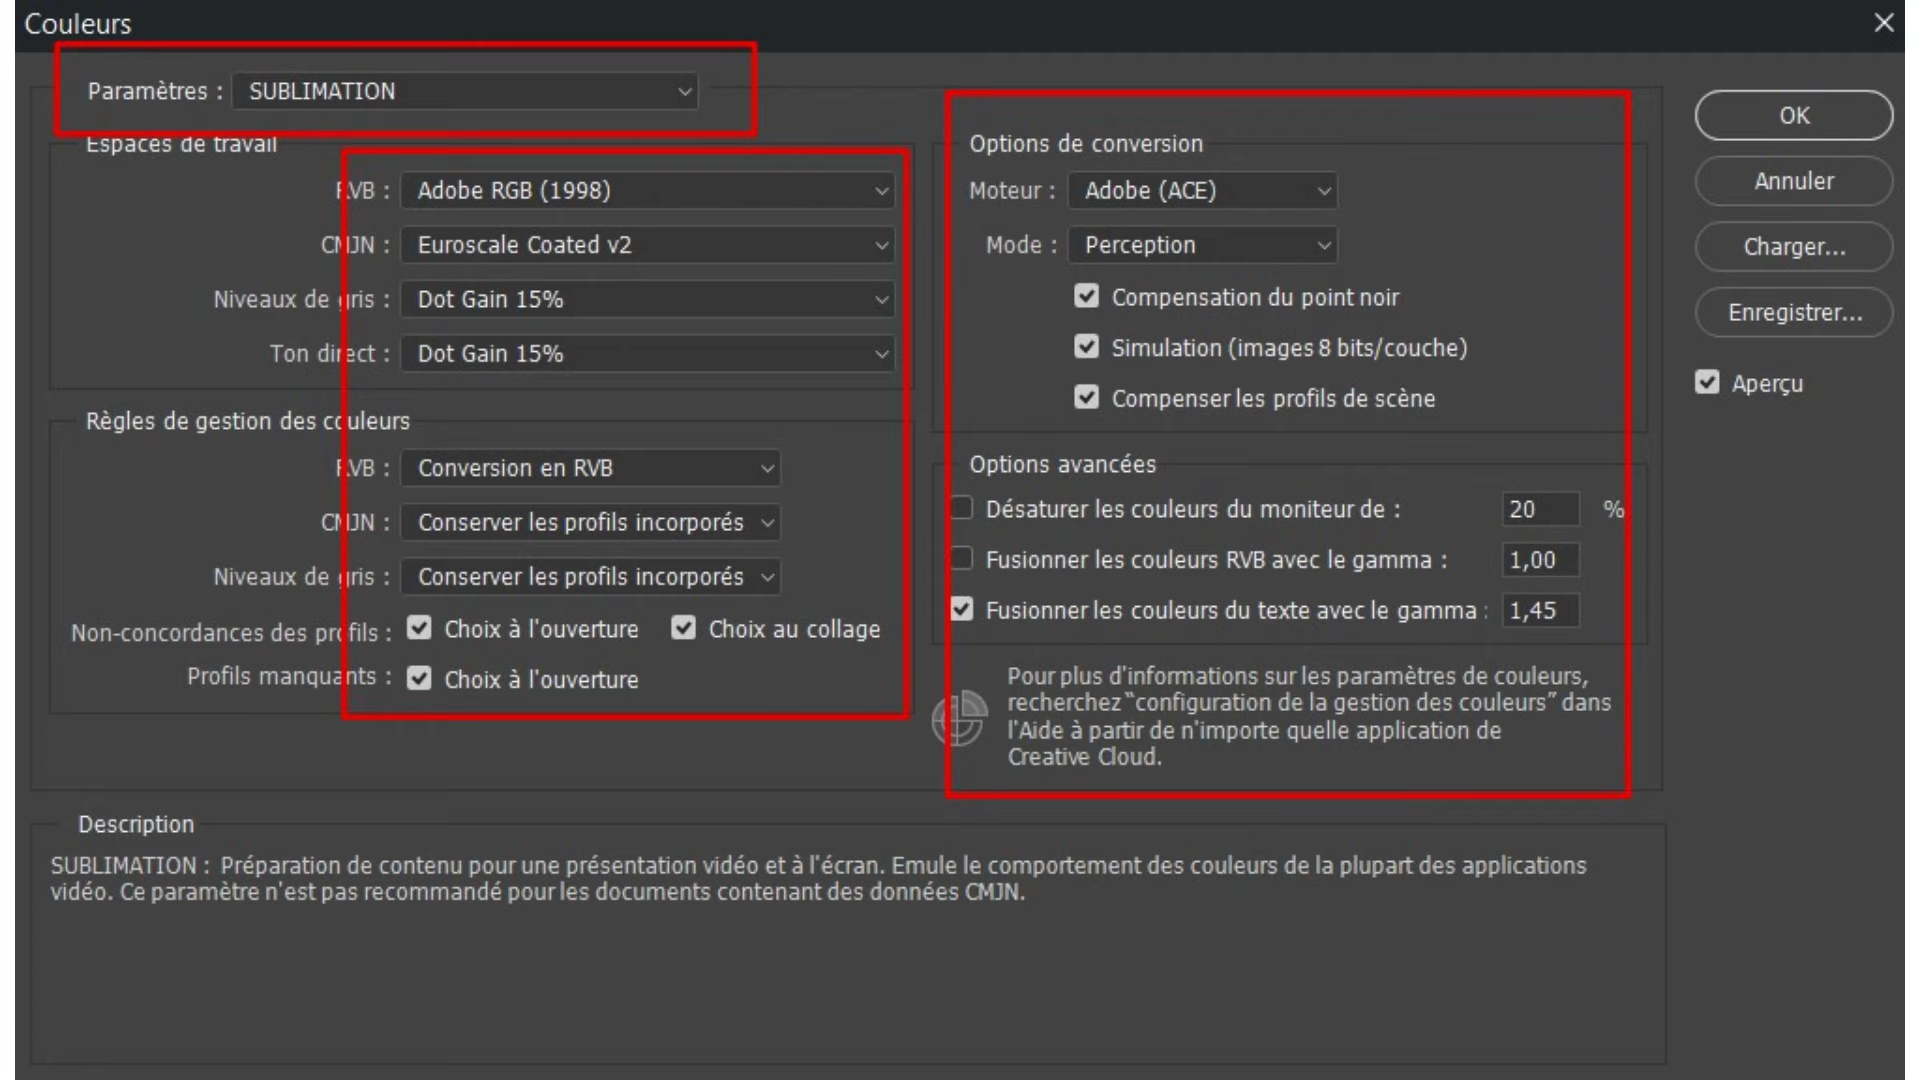 Couleurs
Paramètres : SUBLIMATION
Espaces de travail
RVB : Adobe RGB (1998)
CMJN : Euroscale Coated v2
Niveaux de gris : Dot Gain 15%
Ton direct : Dot Gain 15%
Règles de gestion des couleurs
RVB : Conversion en RVB
CMJN : Conserver les profils incorporés
Niveaux de gris : Conserver les profils incorporés
Non-concordances des profils : Choix à l'ouverture Choix au collage
Profils manquants : Choix à l'ouverture
Options de conversion
Moteur : Adobe (ACE)
Mode : Perception
Compensation du point noir
Simulation (images 8 bits/couche)
Compenser les profils de scène
Options avancées
Désaturer les couleurs du moniteur de : 20 %
Fusionner les couleurs RVB avec le gamma : 1,00
Fusionner les couleurs du texte avec le gamma : 1,45
Pour plus d'informations sur les paramètres de couleurs,
recherchez “configuration de la gestion des couleurs” dans
l'Aide à partir de n'importe quelle application de
Creative Cloud.
OK
Annuler
Charger...
Enregistrer...
Aperçu
Description
SUBLIMATION : Préparation de contenu pour une présentation vidéo et à l'écran. Emule le comportement des couleurs de la plupart des applications
vidéo. Ce paramètre n'est pas recommandé pour les documents contenant des données CMJN.